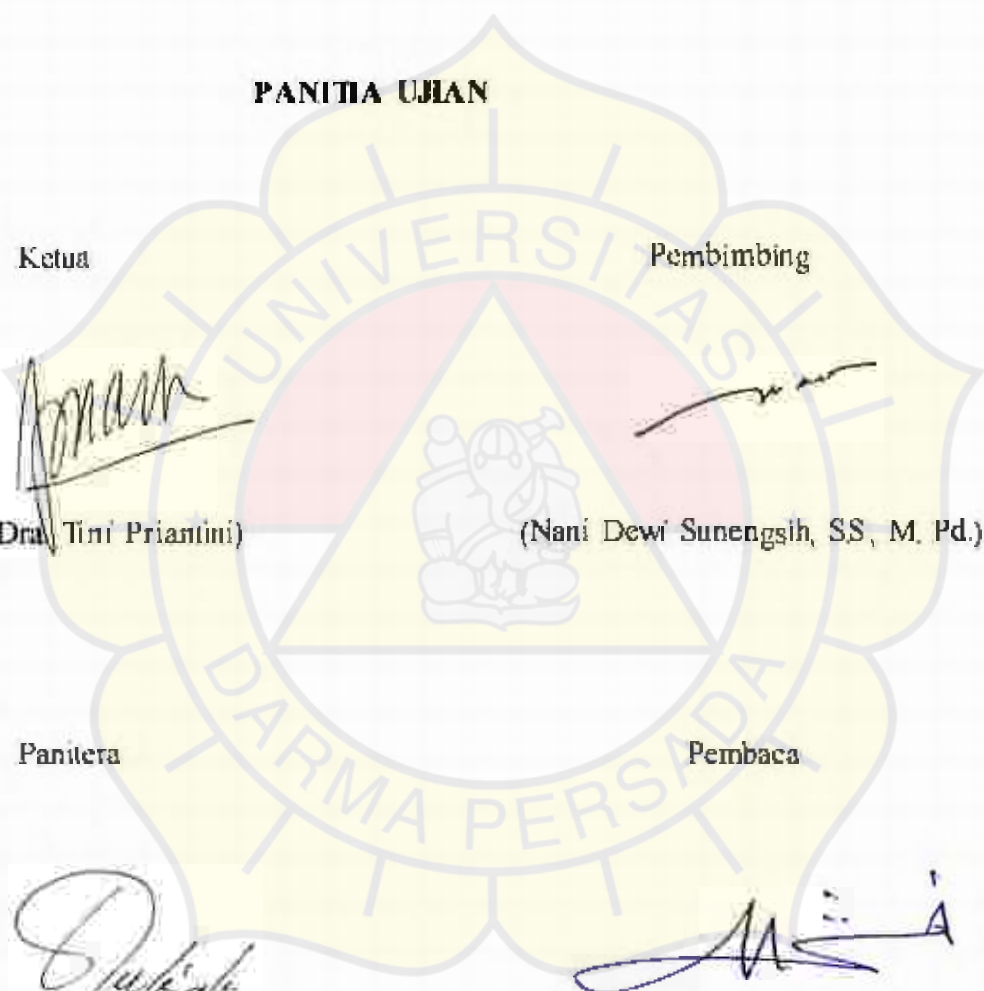 PANITIA UJIAN
Ketua Pembimbing
UNIVERSITAS
(Dra. Tini Priantini) (Nani Dewi Sunengsih, SS, M. Pd.)
DARMA PERSADA
Panitera Pembaca